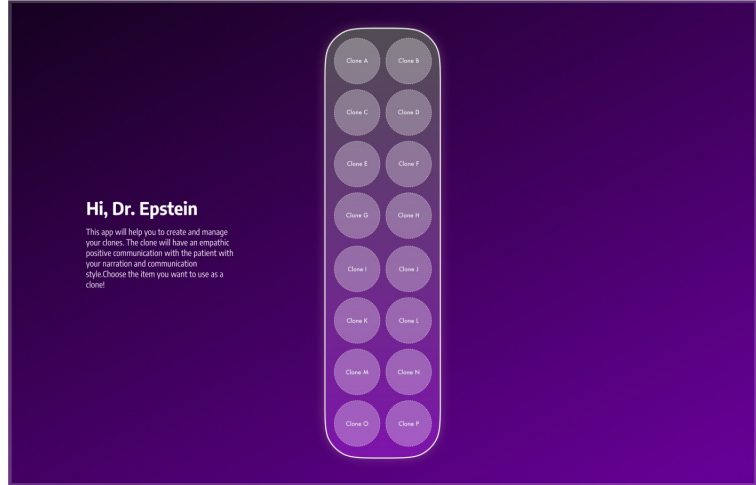 Hi, Dr. Epstein
This app will help you to create and manage
your clones. The clone will have an empathic
positive communication with the patient with
your narration and communication
style.Choose the item you want to use as a
clone!
Clone A
Clone B
Clone C
Clone D
Clone E
Clone F
Clone G
Clone H
Clone I
Clone J
Clone K
Clone L
Clone M
Clone N
Clone O
Clone P